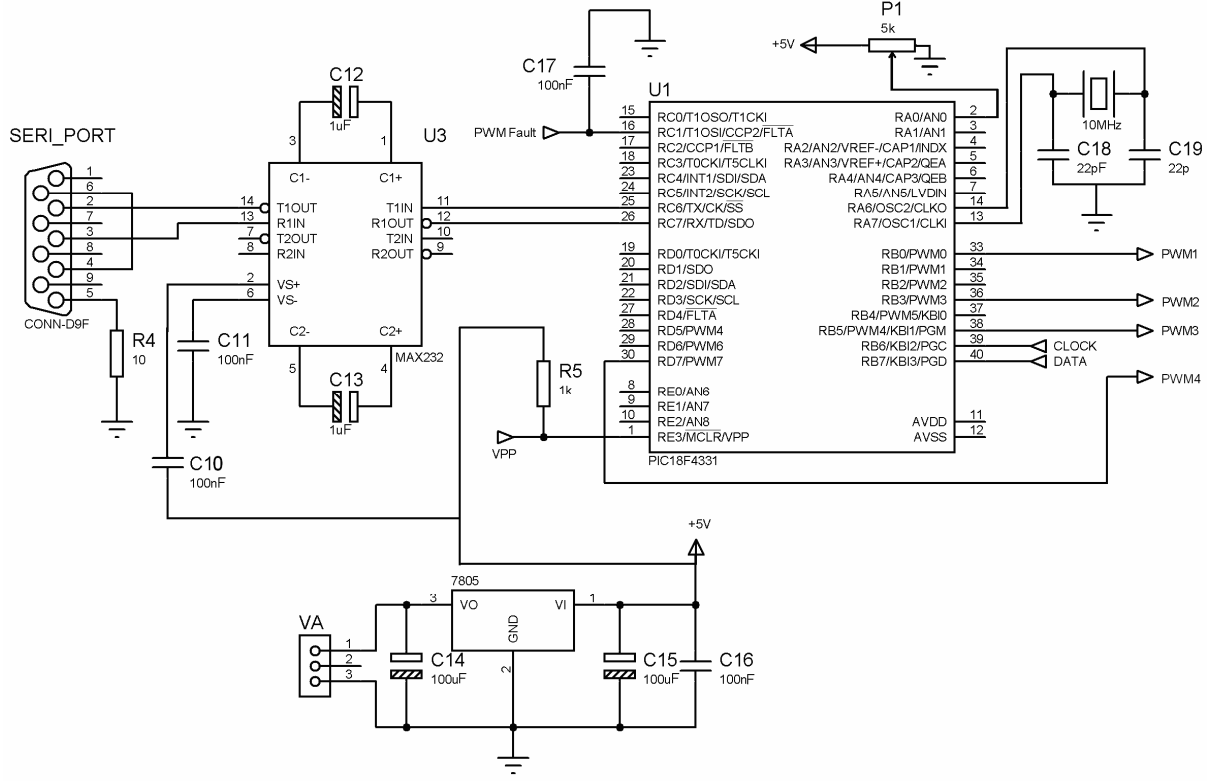 P1
5k
+5V
C17
100nF
PWM Fault
C12
1uF
3
1
U3
SERI_PORT
1
6
2
7
3
8
4
9
5
CONN-D9F
R4
10
C1-
C1+
14
T1OUT
T1IN
11
13
R1IN
R1OUT
12
7
T2OUT
T2IN
10
8
R2IN
R2OUT
9
2
VS+
6
VS-
C2-
C2+
MAX232
5
4
C11
100nF
C13
1uF
C10
100nF
R5
1k
VPP
U1
15 RC0/T1OSO/T1CKI
16 RC1/T1OSI/CCP2/FLTA
17 RC2/CCP1/FLTB
18 RC3/T0CKI/T5CLKI
23 RC4/INT1/SDI/SDA
24 RC5/INT2/SCK/SCL
25 RC6/TX/CK/SS
26 RC7/RX/TD/SDO
19 RD0/T0CKI/T5CKI
20 RD1/SDO
21 RD2/SDI/SDA
22 RD3/SCK/SCL
27 RD4/FLTA
28 RD5/PWM4
29 RD6/PWM6
30 RD7/PWM7
8 RE0/AN6
9 RE1/AN7
10 RE2/AN8
1 RE3/MCLR/VPP
RA0/AN0 2
RA1/AN1 3
RA2/AN2/VREF-/CAP1/INDX 4
RA3/AN3/VREF+/CAP2/QEA 5
RA4/AN4/CAP3/QEB 6
RA5/AN5/LVDIN 7
RA6/OSC2/CLKO 14
RA7/OSC1/CLKI 13
RB0/PWM0 33
RB1/PWM1 34
RB2/PWM2 35
RB3/PWM3 36
RB4/PWM5/KBI0 37
RB5/PWM4/KBI1/PGM 38
RB6/KBI2/PGC 39
RB7/KBI3/PGD 40
AVDD 11
AVSS 12
PIC18F4331
10MHz
C18
22pF
C19
22p
PWM1
PWM2
PWM3
CLOCK
DATA
PWM4
+5V
7805
3
VO
VI
1
GND
2
VA
1
2
3
C14
100uF
C15
100uF
C16
100nF